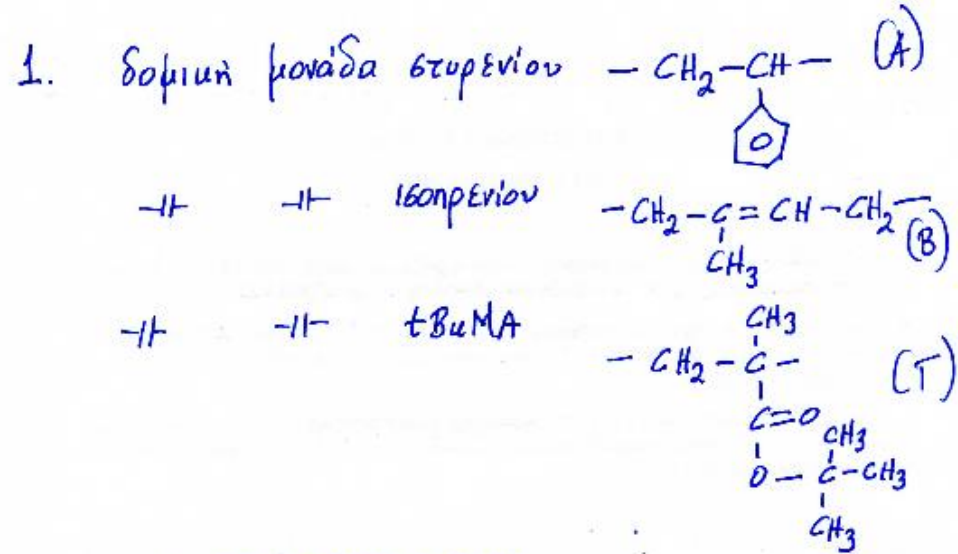 1. δομική μονάδα στυρενίου — CH₂—CH — (A)
—||— —||— ισοπρενίου — CH₂ — C = CH — CH₂ — (B)
CH₃
—||— —||— tBuMA
CH₃
— CH₂ — C — (Γ)
C=O
CH₃
O — C — CH₃
CH₃